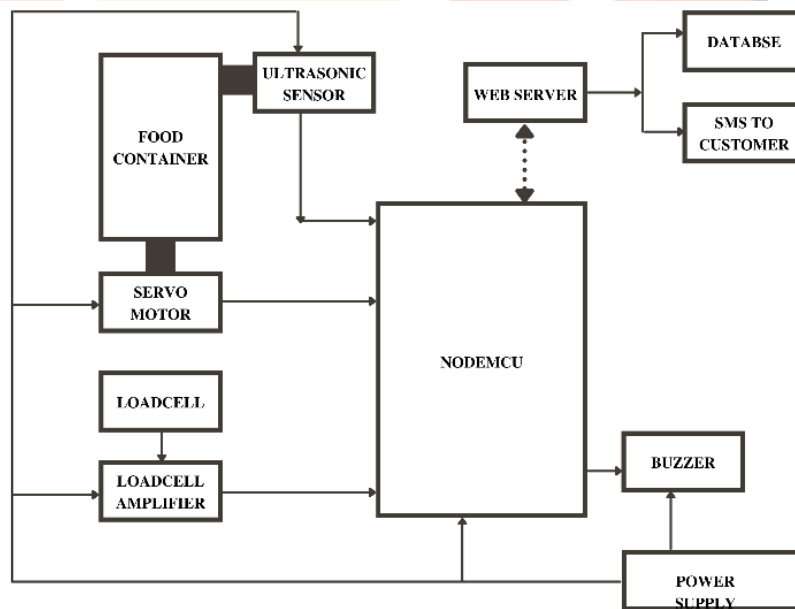 ULTRASONIC
SENSOR
DATABSE
WEB SERVER
SMS TO
CUSTOMER
FOOD
CONTAINER
SERVO
MOTOR
NODEMCU
LOADCELL
LOADCELL
AMPLIFIER
BUZZER
POWER
SUPPLY